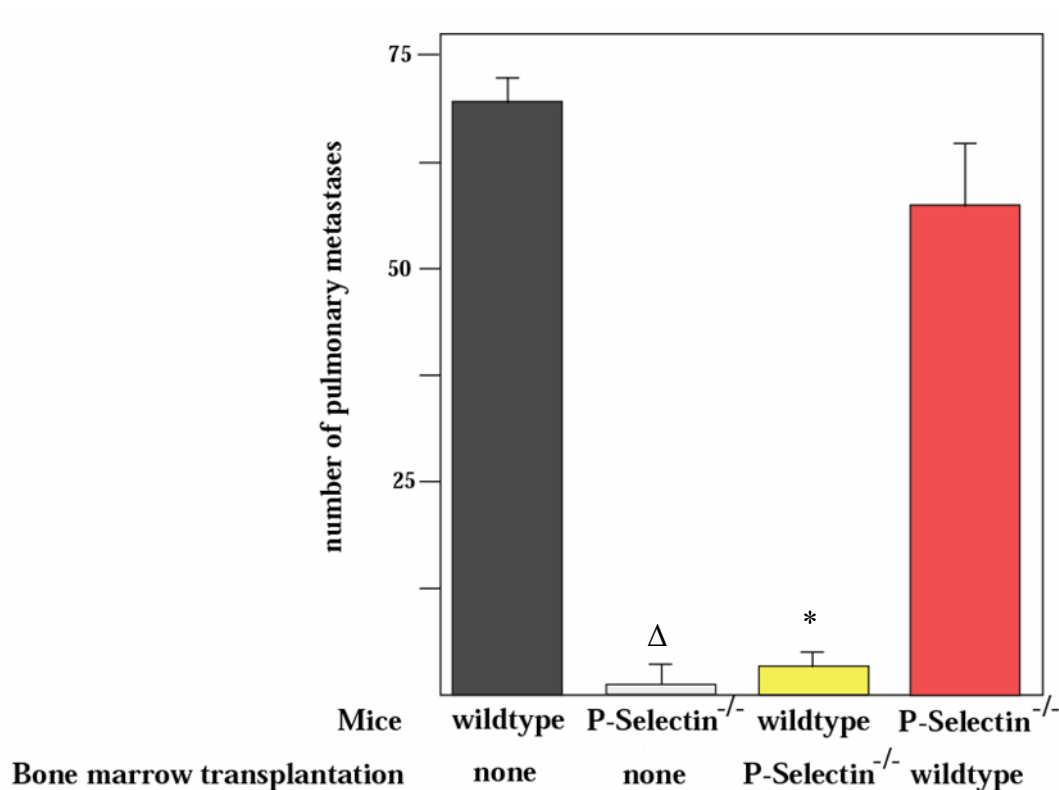 75
50
25
number of pulmonary metastases
Δ
*
Mice wildtype P-Selectin-/- wildtype P-Selectin-/-
Bone marrow transplantation none none P-Selectin-/- wildtype